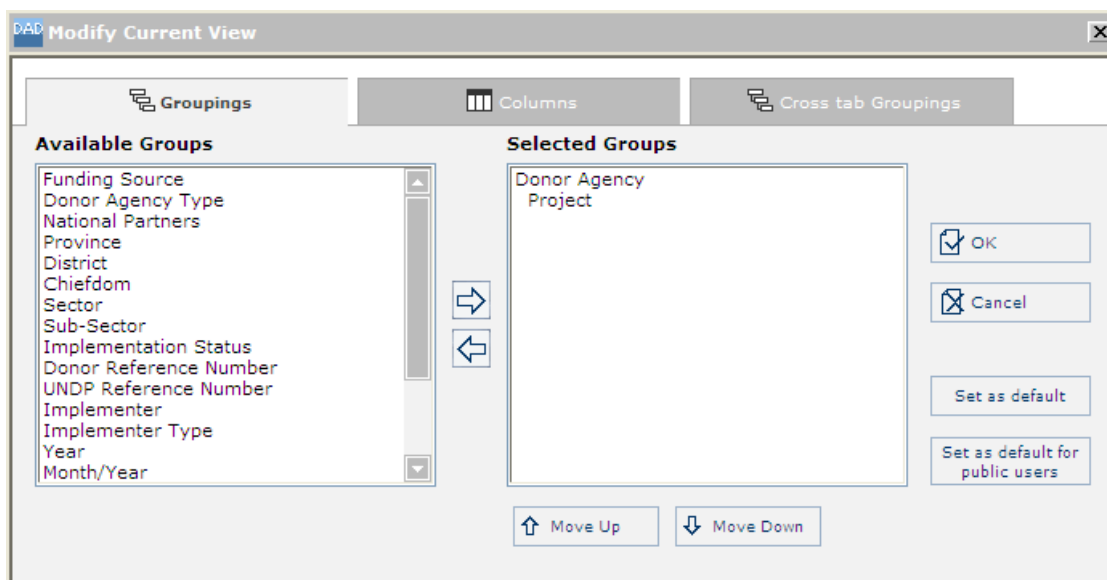 DAD Modify Current View
Groupings
Columns
Cross tab Groupings
Available Groups
Selected Groups
Funding Source
Donor Agency Type
National Partners
Province
District
Chiefdom
Sector
Sub-Sector
Implementation Status
Donor Reference Number
UNDP Reference Number
Implementer
Implementer Type
Year
Month/Year
Donor Agency
Project
OK
Cancel
Set as default
Set as default for
public users
Move Up
Move Down